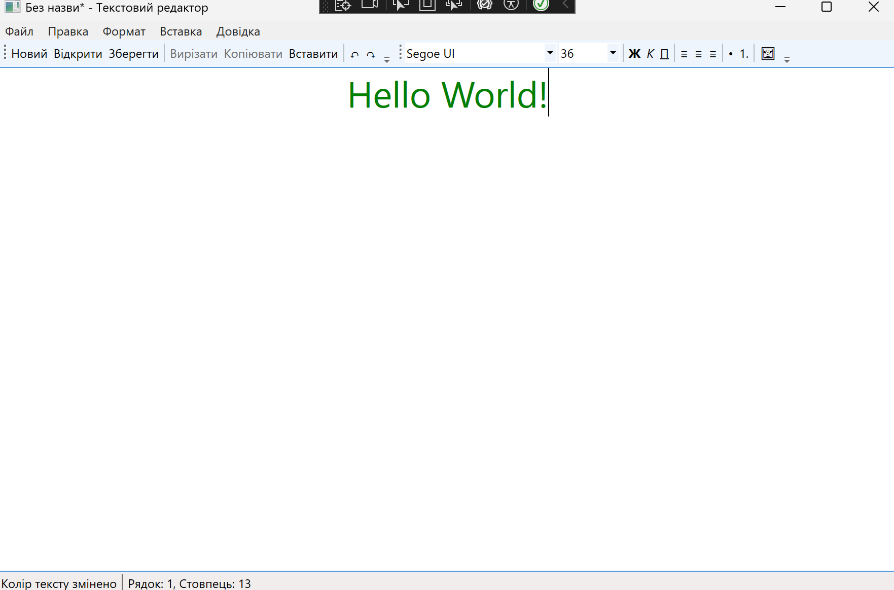 Без назви* - Текстовий редактор
Файл Правка Формат Вставка Довідка
Новий Відкрити Зберегти Вирізати Копіювати Вставити Segoe UI 36 Ж К П • 1.
Hello World!
Колір тексту змінено Рядок: 1, Стовпець: 13